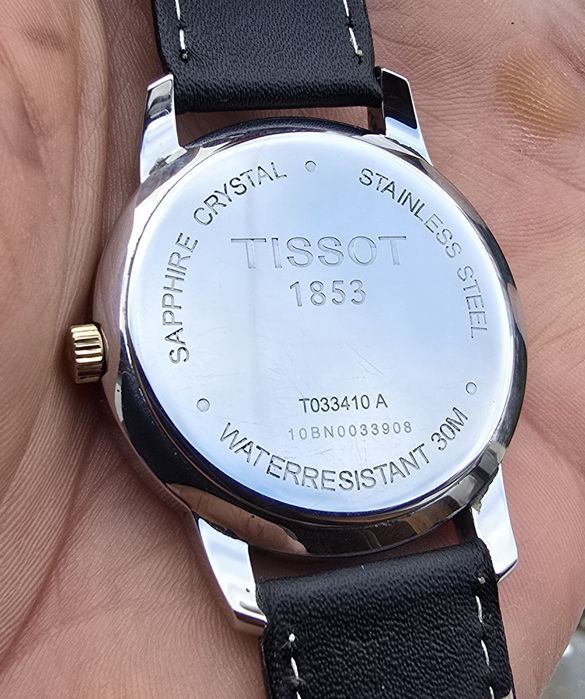 SAPPHIRE CRYSTAL
STAINLESS STEEL
TISSOT
1853
T033410 A
10BN0033908
WATERRESISTANT 30M